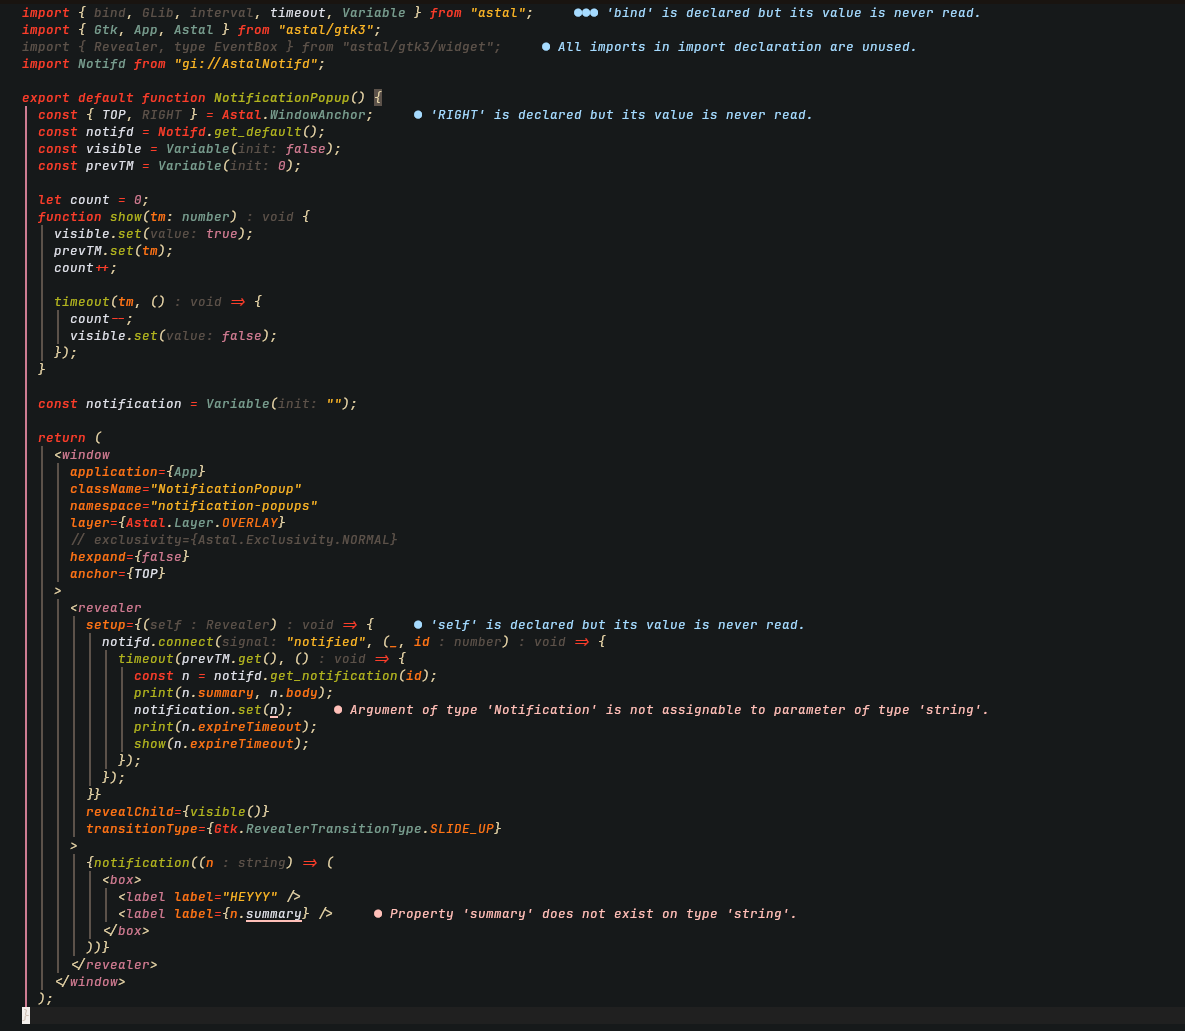 import { bind, GLib, interval, timeout, Variable } from "astal";     ●●● 'bind' is declared but its value is never read.
import { Gtk, App, Astal } from "astal/gtk3";
import { Revealer, type EventBox } from "astal/gtk3/widget";     ● All imports in import declaration are unused.
import Notifd from "gi://AstalNotifd";

export default function NotificationPopup() {
  const { TOP, RIGHT } = Astal.WindowAnchor;     ● 'RIGHT' is declared but its value is never read.
  const notifd = Notifd.get_default();
  const visible = Variable(init: false);
  const prevTM = Variable(init: 0);

  let count = 0;
  function show(tm: number) : void {
    visible.set(value: true);
    prevTM.set(tm);
    count++;

    timeout(tm, () : void => {
      count--;
      visible.set(value: false);
    });
  }

  const notification = Variable(init: "");

  return (
    <window
      application={App}
      className="NotificationPopup"
      namespace="notification-popups"
      layer={Astal.Layer.OVERLAY}
      // exclusivity={Astal.Exclusivity.NORMAL}
      hexpand={false}
      anchor={TOP}
    >
      <revealer
        setup={(self : Revealer) : void => {     ● 'self' is declared but its value is never read.
          notifd.connect(signal: "notified", (_, id : number) : void => {
            timeout(prevTM.get(), () : void => {
              const n = notifd.get_notification(id);
              print(n.summary, n.body);
              notification.set(n);     ● Argument of type 'Notification' is not assignable to parameter of type 'string'.
              print(n.expireTimeout);
              show(n.expireTimeout);
            });
          });
        }}
        revealChild={visible()}
        transitionType={Gtk.RevealerTransitionType.SLIDE_UP}
      >
        {notification((n : string) => (
          <box>
            <label label="HEYYY" />
            <label label={n.summary} />     ● Property 'summary' does not exist on type 'string'.
          </box>
        ))}
      </revealer>
    </window>
  );
}